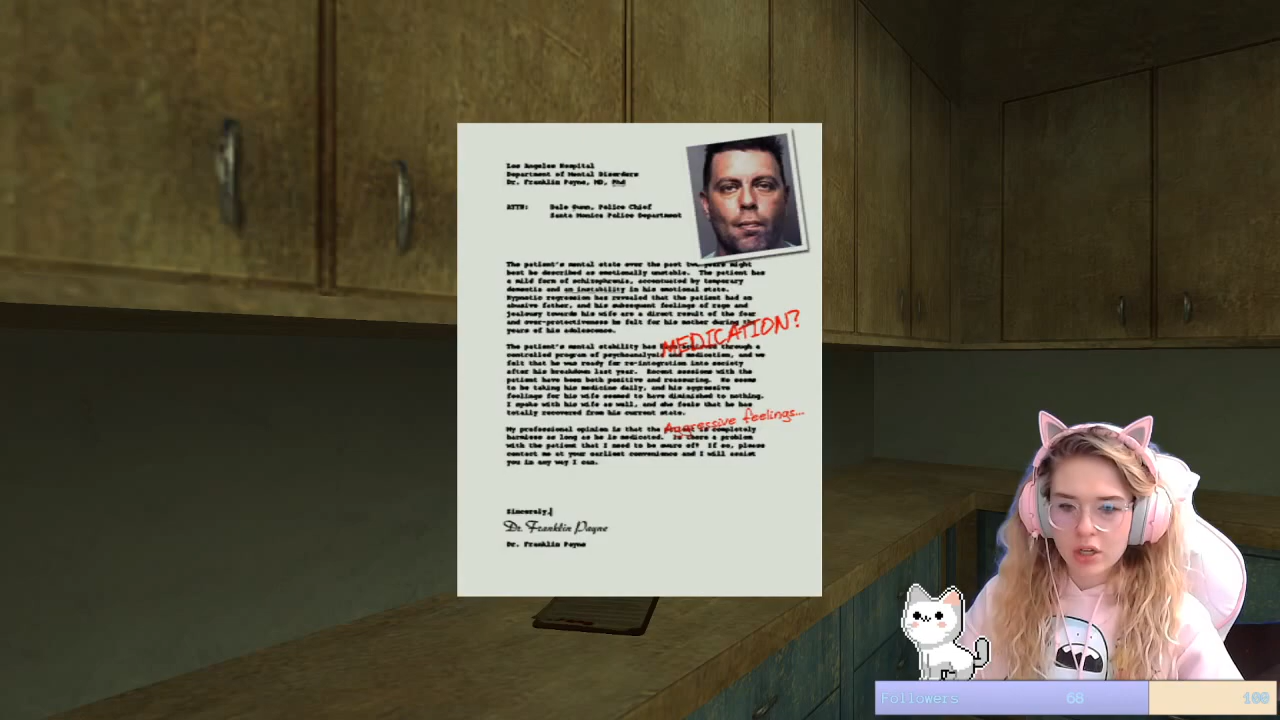 Los Angeles Hospital
Department of Mental Disorders
Dr. Franklin Payne, MD, Phd
ATTN: Dale Gunn, Police Chief
Santa Monica Police Department
The patient's mental state over the past two years might
best be described as emotionally unstable. The patient has
a mild form of schizophrenia, accentuated by temporary
dementia and an instability in his emotional state.
Hypnotic regression has revealed that the patient had an
abusive father, and his subsequent feelings of rage and
jealousy towards his wife are a direct result of the fear
and over-protectiveness he felt for his mother during the
years of his adolescence.
MEDICATION?
The patient's mental stability has through a
controlled program of psychoanalysis and medication, and we
felt that he was ready for re-integration into society
after his breakdown last year. Recent sessions with the
patient have been both positive and reassuring. He seems
to be taking his medicine daily, and his aggressive
feelings for his wife seemed to have diminished to nothing.
I spoke with his wife as well, and she feels that he has
totally recovered from his current state.
Aggressive feelings...
My professional opinion is that the is completely
harmless as long as he is medicated. Is there a problem
with the patient that I need to be aware of? If so, please
contact me at your earliest convenience and I will assist
you in any way I can.
Sincerely,
Dr. Franklin Payne
Dr. Franklin Payne
Followers 68 100